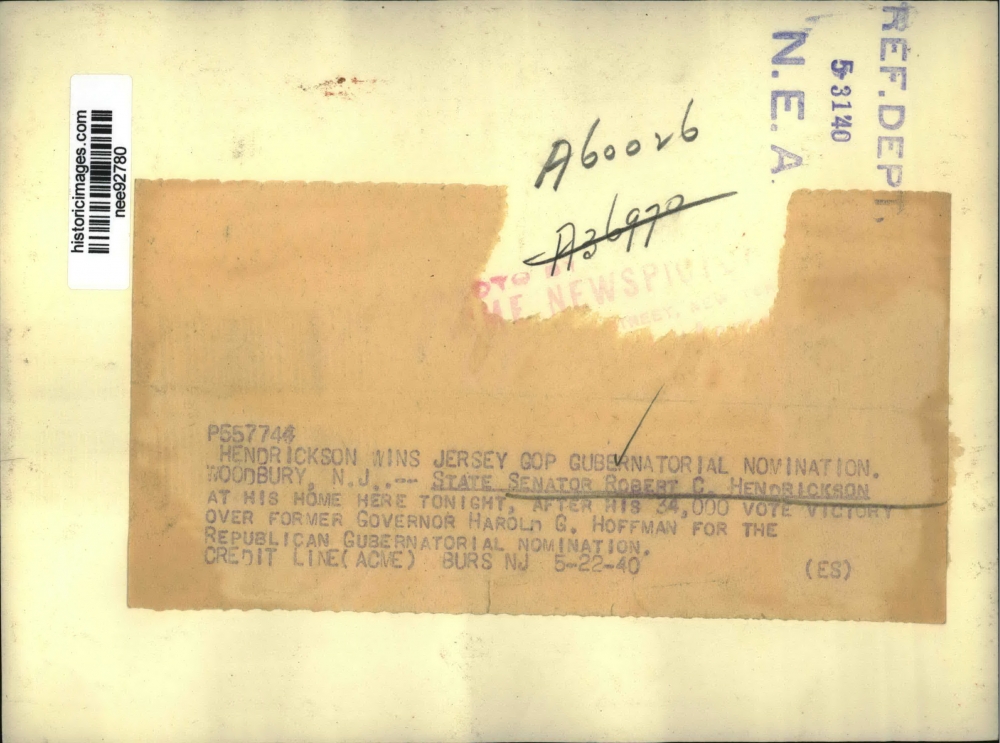 historicimages.com
nee92780
REF.DEPT.
5-31'40
N.E.A.
A60026
A36970
P557744
HENDRICKSON WINS JERSEY GOP GUBERNATORIAL NOMINATION.
WOODBURY, N.J..-- STATE SENATOR ROBERT C. HENDRICKSON
AT HIS HOME HERE TONIGHT, AFTER HIS 34,000 VOTE VICTORY
OVER FORMER GOVERNOR HAROLD G. HOFFMAN FOR THE
REPUBLICAN GUBERNATORIAL NOMINATION.
CREDIT LINE(ACME) BURS NJ 5-22-40 (ES)